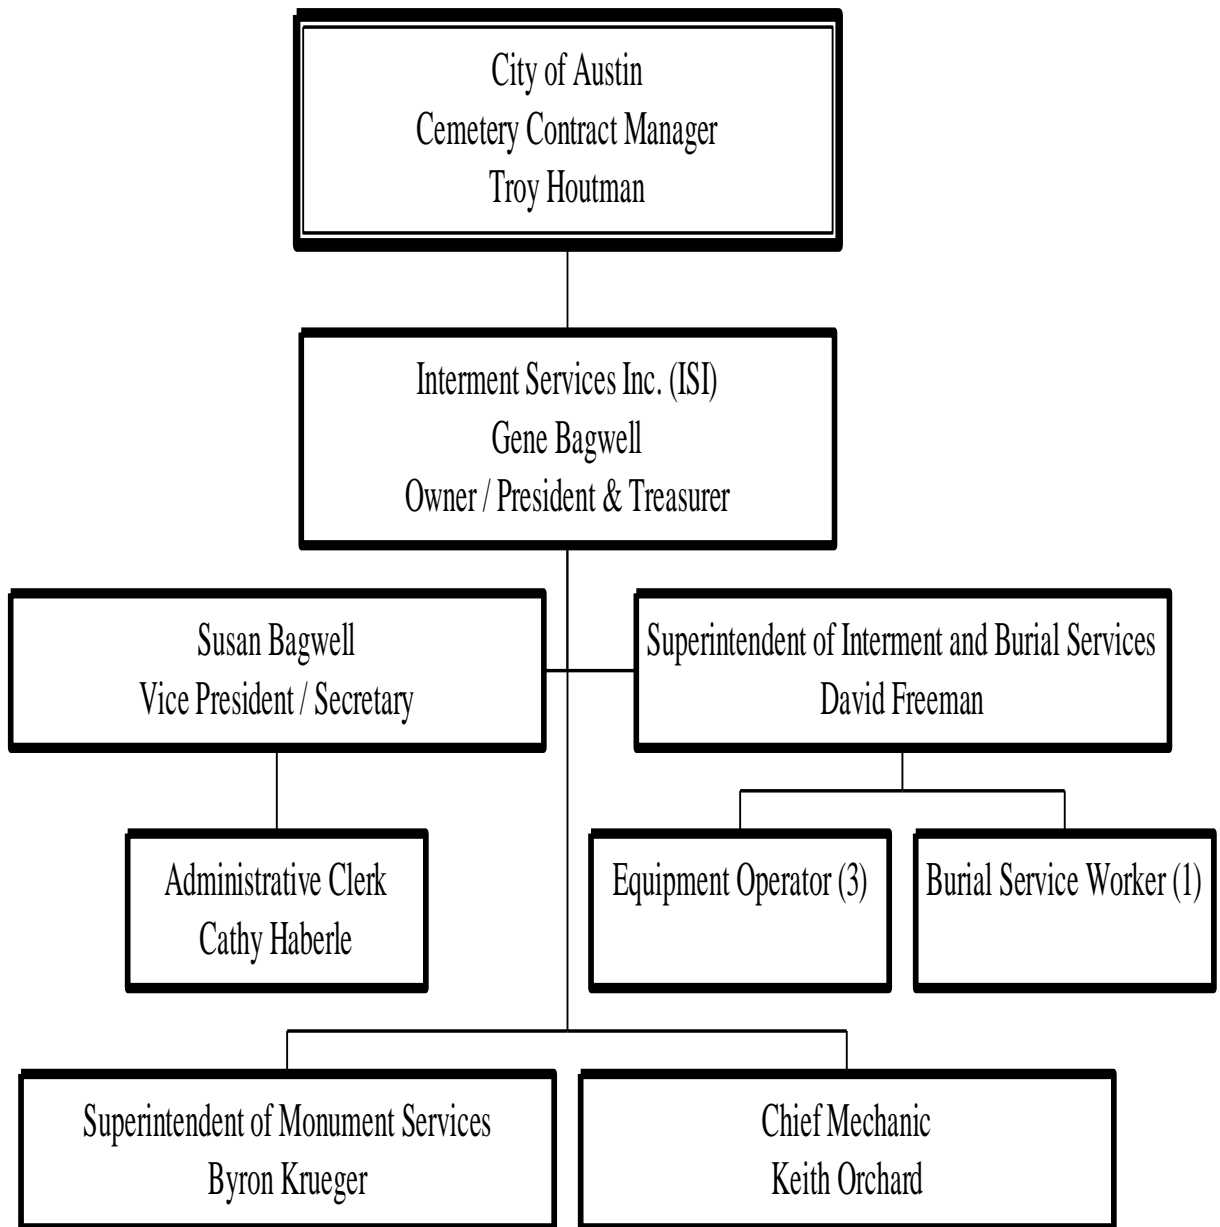 City of Austin
Cemetery Contract Manager
Troy Houtman
Interment Services Inc. (ISI)
Gene Bagwell
Owner / President & Treasurer
Susan Bagwell
Vice President / Secretary
Superintendent of Interment and Burial Services
David Freeman
Administrative Clerk
Cathy Haberle
Equipment Operator (3)
Burial Service Worker (1)
Superintendent of Monument Services
Byron Krueger
Chief Mechanic
Keith Orchard